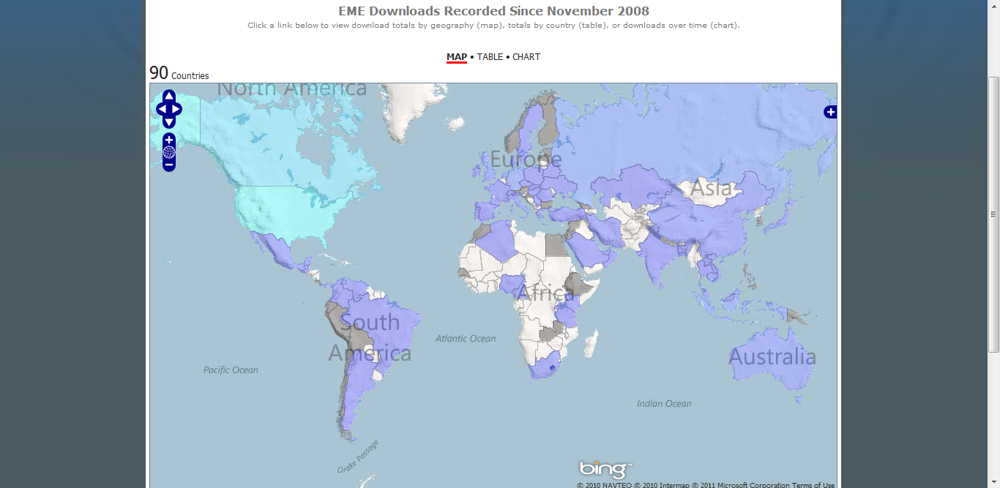 EME Downloads Recorded Since November 2008
Click a link below to view download totals by geography (map), totals by country (table), or downloads over time (chart).
MAP • TABLE • CHART
90 Countries
North America
Europe
Asia
Africa
South
America
Atlantic Ocean
Australia
Pacific Ocean
Indian Ocean
Drake Passage
bing™
© 2010 NAVTEQ © 2010 Intermap © 2011 Microsoft Corporation Terms of Use